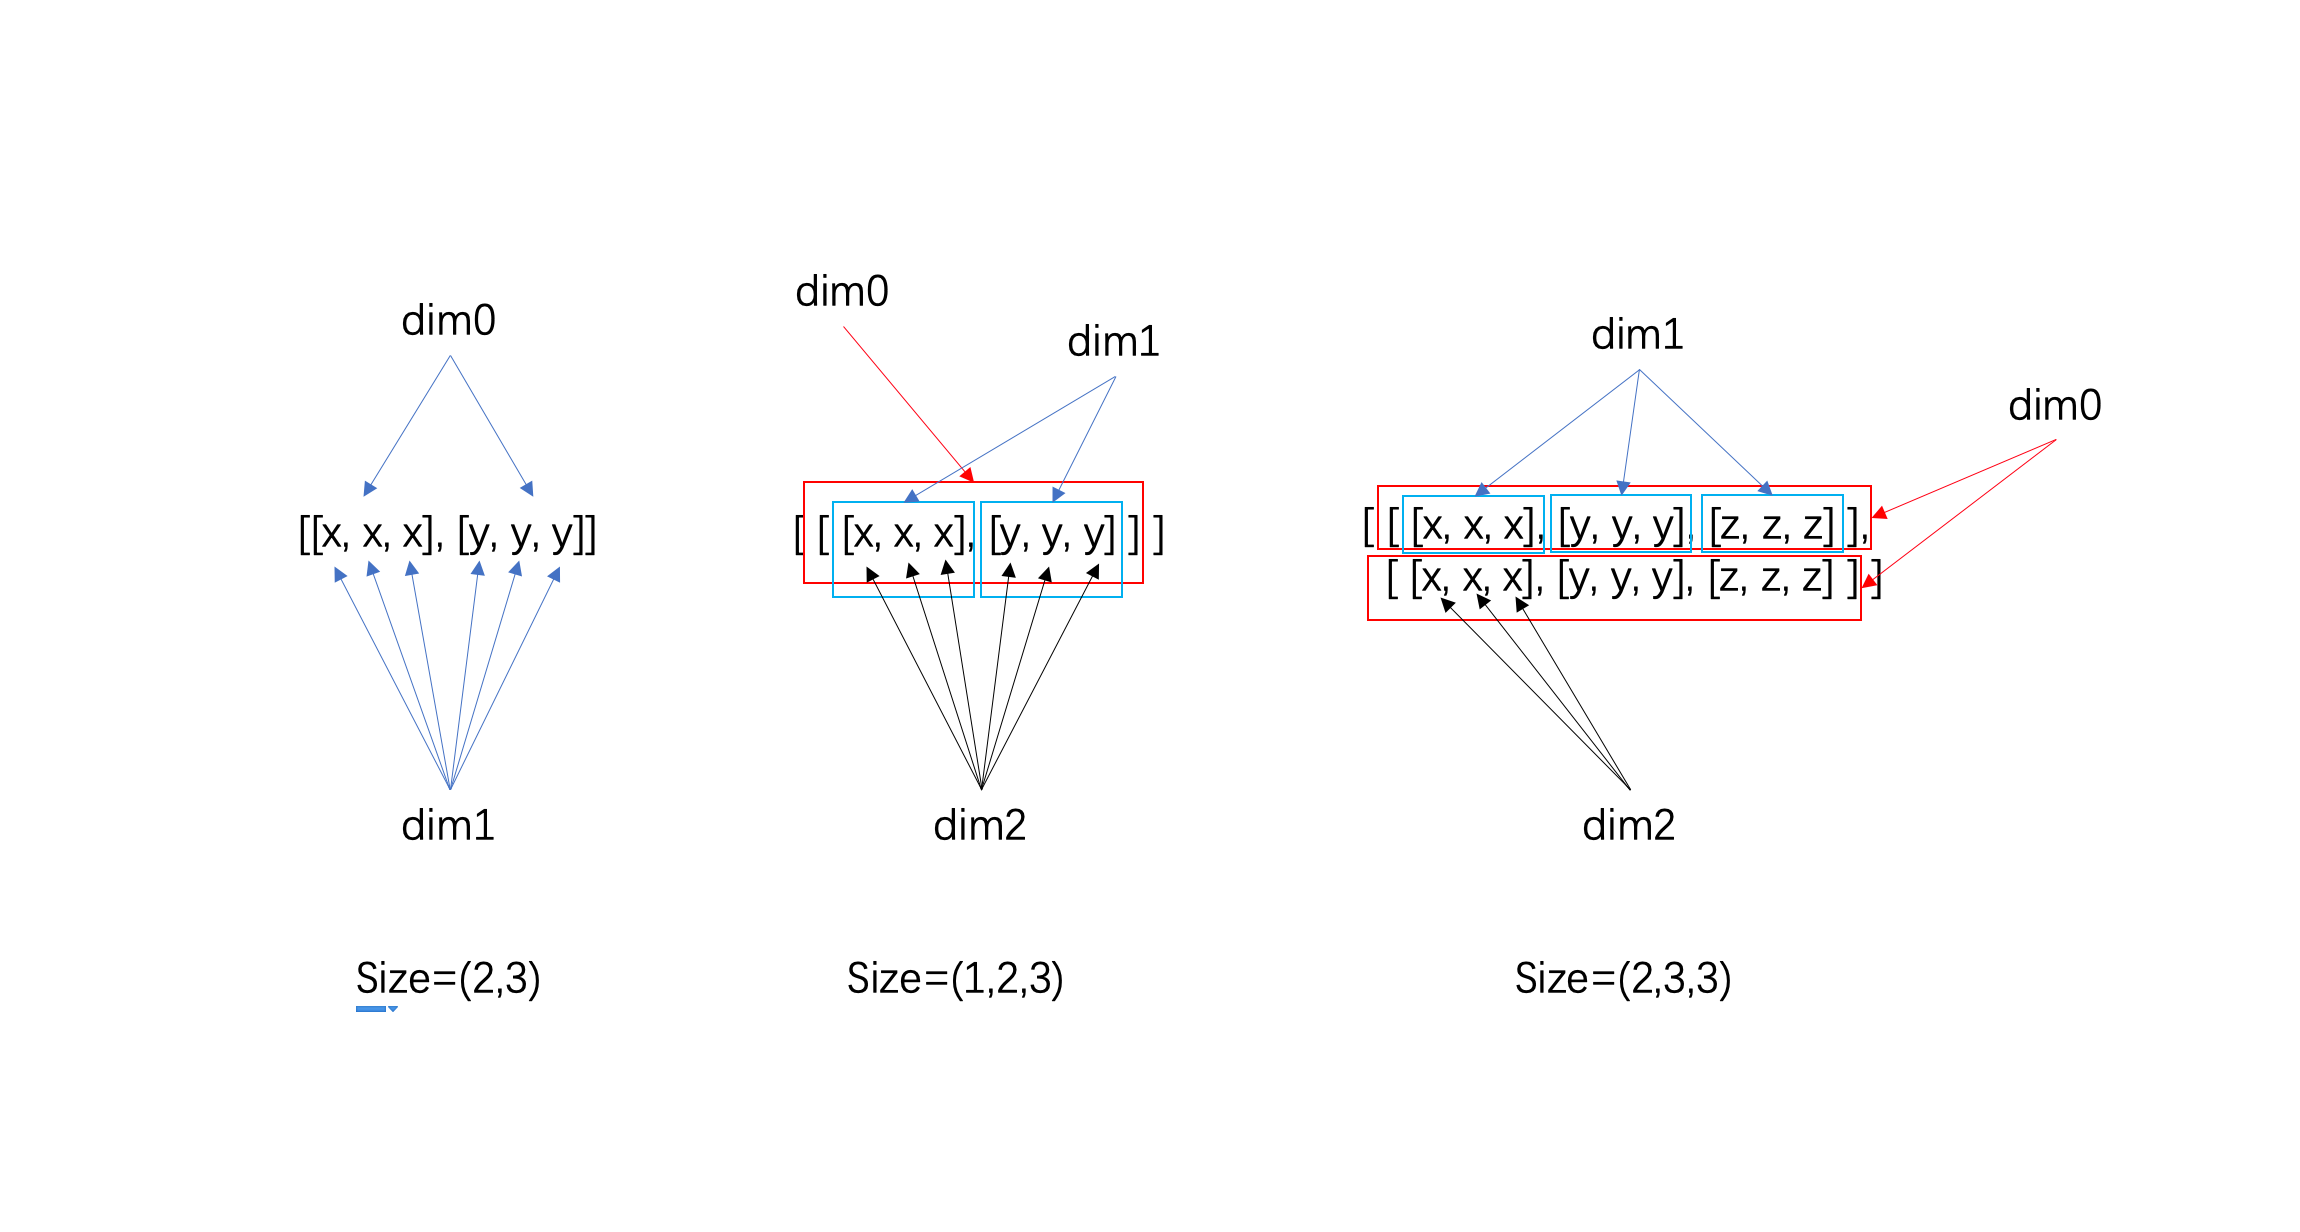 dim0
[[x, x, x], [y, y, y]]
dim1
Size=(2,3)
dim0
dim1
[ [ [x, x, x], [y, y, y] ] ]
dim2
Size=(1,2,3)
dim1
dim0
[ [ [x, x, x], [y, y, y], [z, z, z] ],
[ [x, x, x], [y, y, y], [z, z, z] ] ]
dim2
Size=(2,3,3)